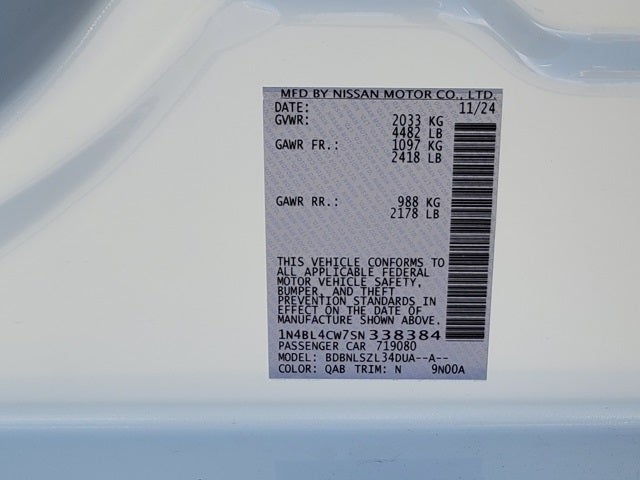 MFD BY NISSAN MOTOR CO., LTD.
DATE: 11/24
GVWR: 2033 KG
4482 LB
GAWR FR.: 1097 KG
2418 LB
GAWR RR.: 988 KG
2178 LB
THIS VEHICLE CONFORMS TO
ALL APPLICABLE FEDERAL
MOTOR VEHICLE SAFETY,
BUMPER, AND THEFT
PREVENTION STANDARDS IN
EFFECT ON THE DATE OF
MANUFACTURE SHOWN ABOVE.
1N4BL4CW7SN338384
PASSENGER CAR 719080
MODEL: BDBNLSZL34DUA--A--
COLOR: QAB TRIM: N 9N00A